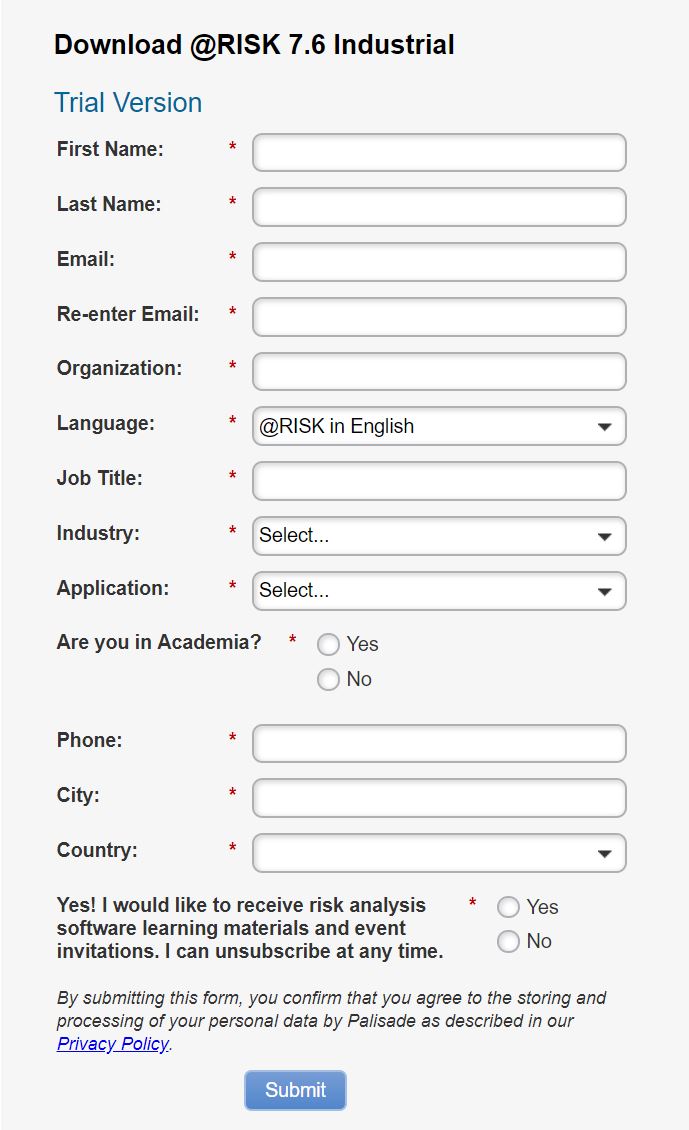 Download @RISK 7.6 Industrial
Trial Version
First Name: *
Last Name: *
Email: *
Re-enter Email: *
Organization: *
Language: * @RISK in English
Job Title: *
Industry: * Select...
Application: * Select...
Are you in Academia? * Yes
No
Phone: *
City: *
Country: *
Yes! I would like to receive risk analysis * Yes
software learning materials and event
invitations. I can unsubscribe at any time. No
By submitting this form, you confirm that you agree to the storing and
processing of your personal data by Palisade as described in our
Privacy Policy.
Submit